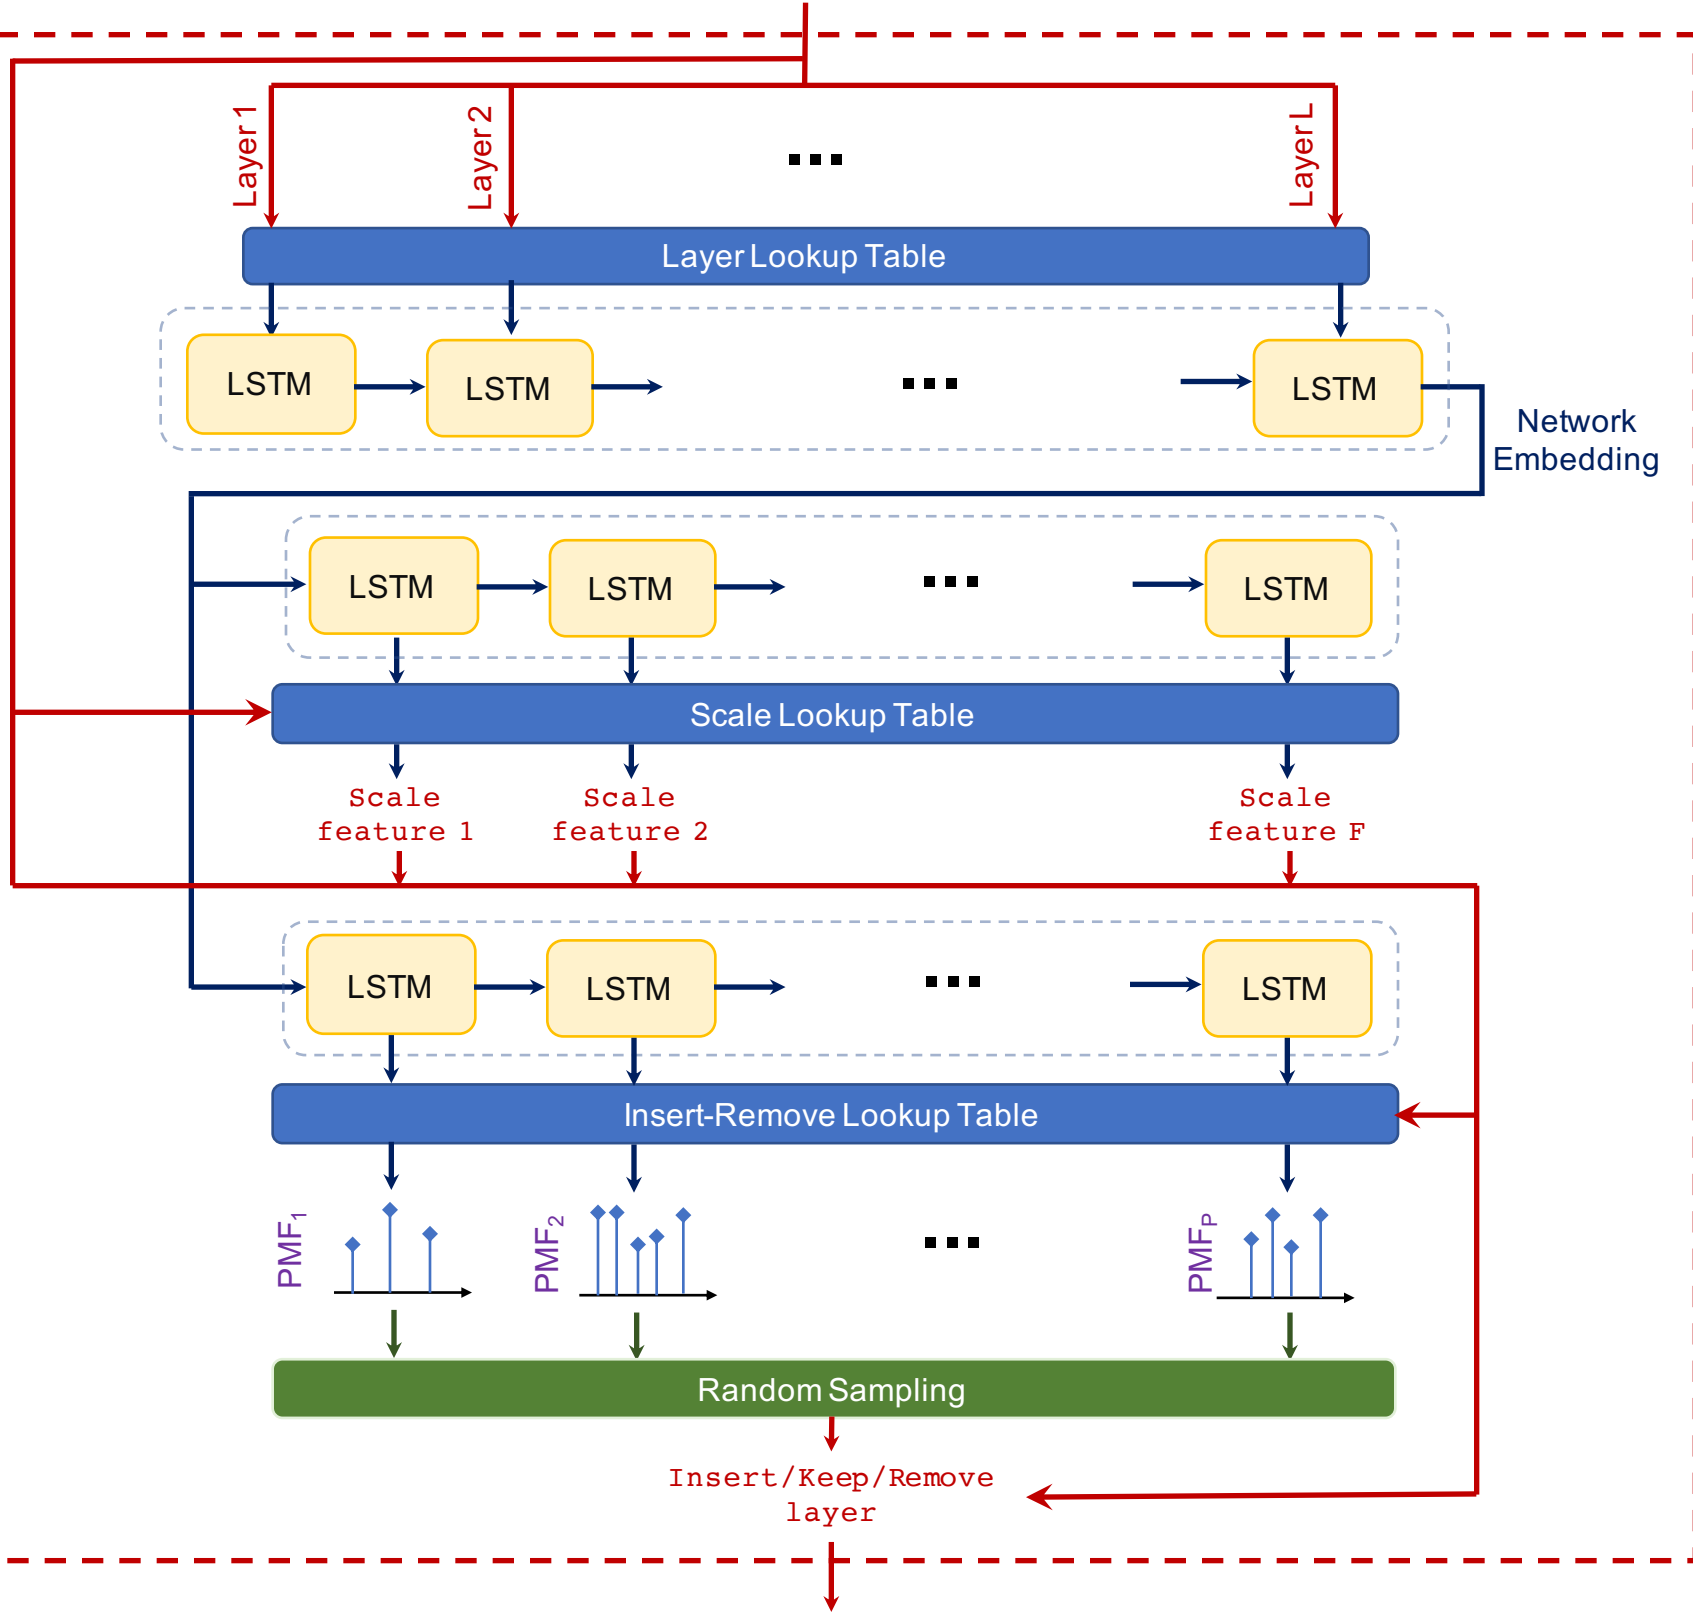 Layer 1
Layer 2
Layer L
Layer Lookup Table
LSTM
LSTM
LSTM
Network
Embedding
LSTM
LSTM
LSTM
Scale Lookup Table
Scale
feature 1
Scale
feature 2
Scale
feature F
LSTM
LSTM
LSTM
Insert-Remove Lookup Table
PMF1
PMF2
PMFP
Random Sampling
Insert/Keep/Remove
layer